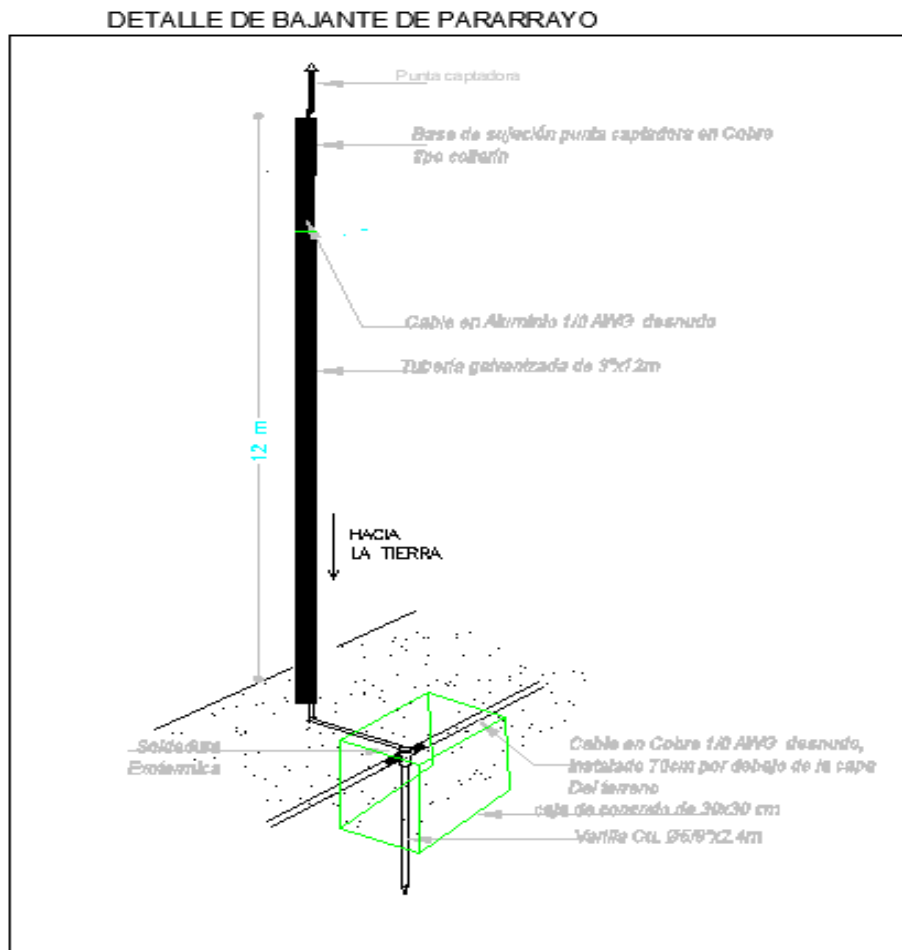 DETALLE DE BAJANTE DE PARARRAYO
Punta captadora
Base de sujeción punta captadora en Cobre
tipo collarín
Cable en Aluminio 1/0 AWG desnudo
Tubería galvanizada de 3"x12m
12 m
HACIA
LA TIERRA
Soldadura
Exotermica
Cable en Cobre 1/0 AWG desnudo,
instalado 70cm por debajo de la capa
Del terreno
caja de concreto de 30x30 cm
Varilla Cu. Ø5/8"x2.4m